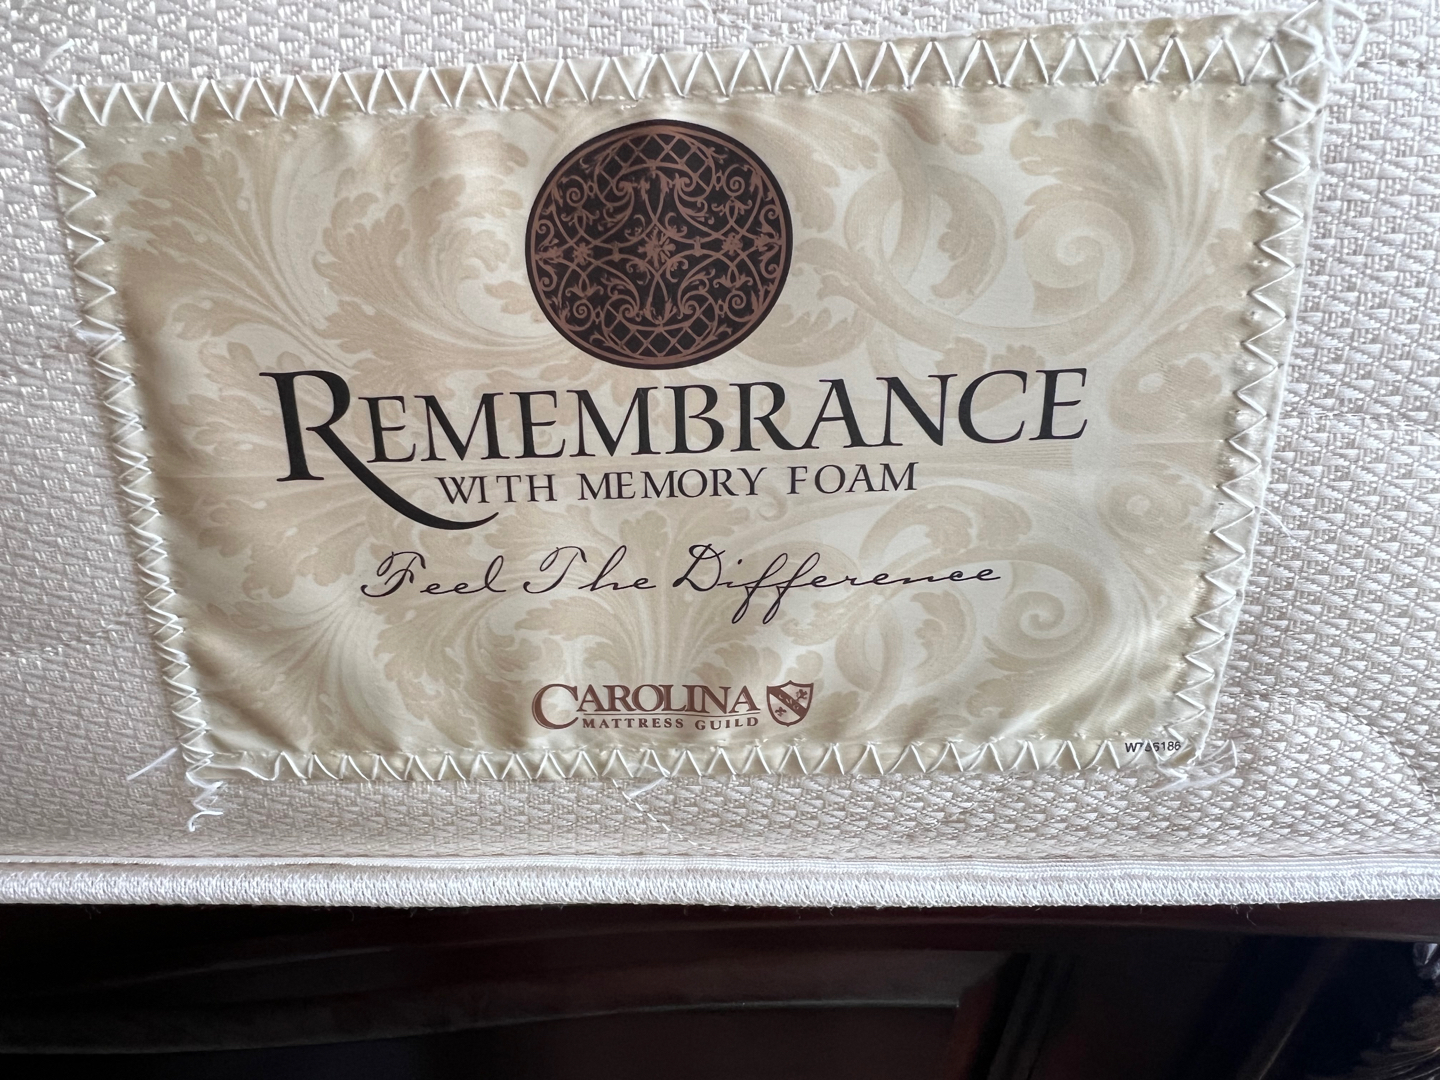 REMEMBRANCE
WITH MEMORY FOAM
Feel The Difference
CAROLINA
MATTRESS GUILD